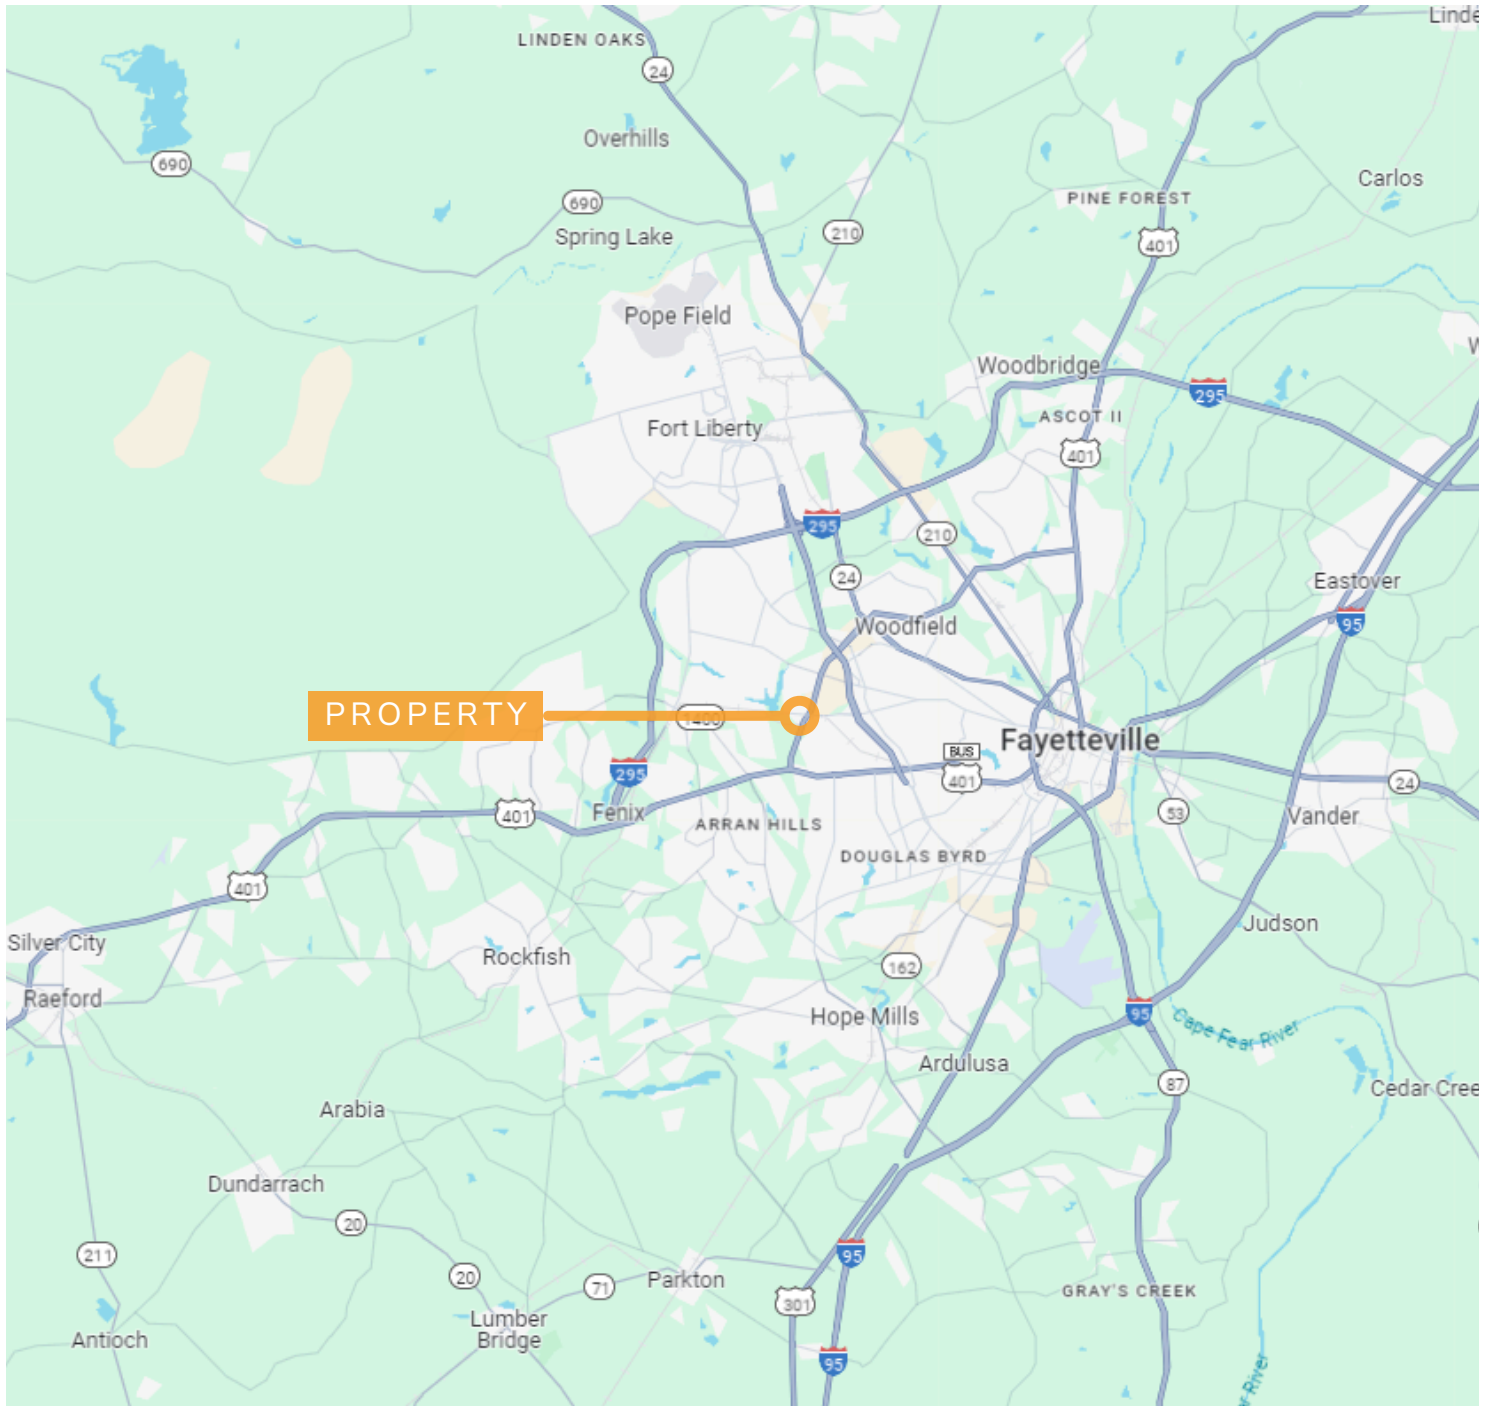 Linde
LINDEN OAKS
24
Overhills
690
Carlos
PINE FOREST
690
Spring Lake
210
401
Pope Field
W
Woodbridge
295
ASCOT II
Fort Liberty
401
295
210
24
Eastover
95
Woodfield
PROPERTY
1400
Fayetteville
BUS
401
295
24
401
Fenix
53
Vander
ARRAN HILLS
DOUGLAS BYRD
401
Judson
Silver City
Rockfish
162
Raeford
95
Hope Mills
Cape Fear River
Ardulusa
87
Cedar Cree
Arabia
Dundarrach
20
211
95
20
71
Parkton
GRAY'S CREEK
301
Lumber
Bridge
Antioch
95
y River